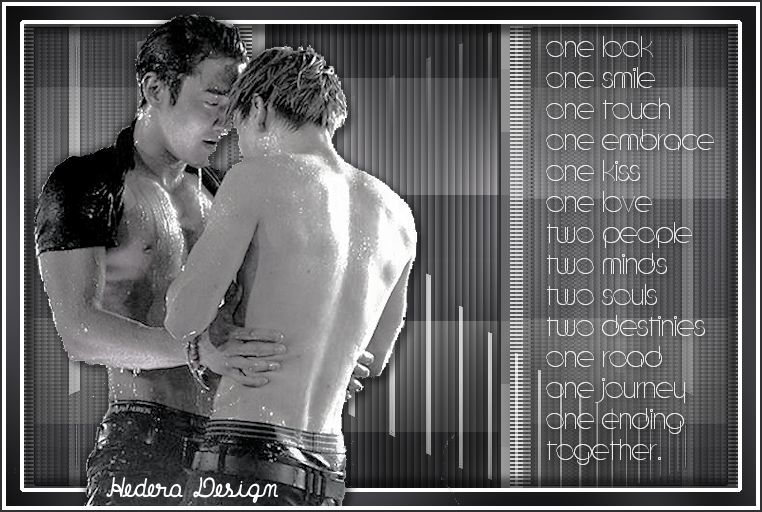 one look
one smile
one touch
one embrace
one kiss
one love
two people
two minds
two souls
two destinies
one road
one journey
one ending
together.
Hedera Design